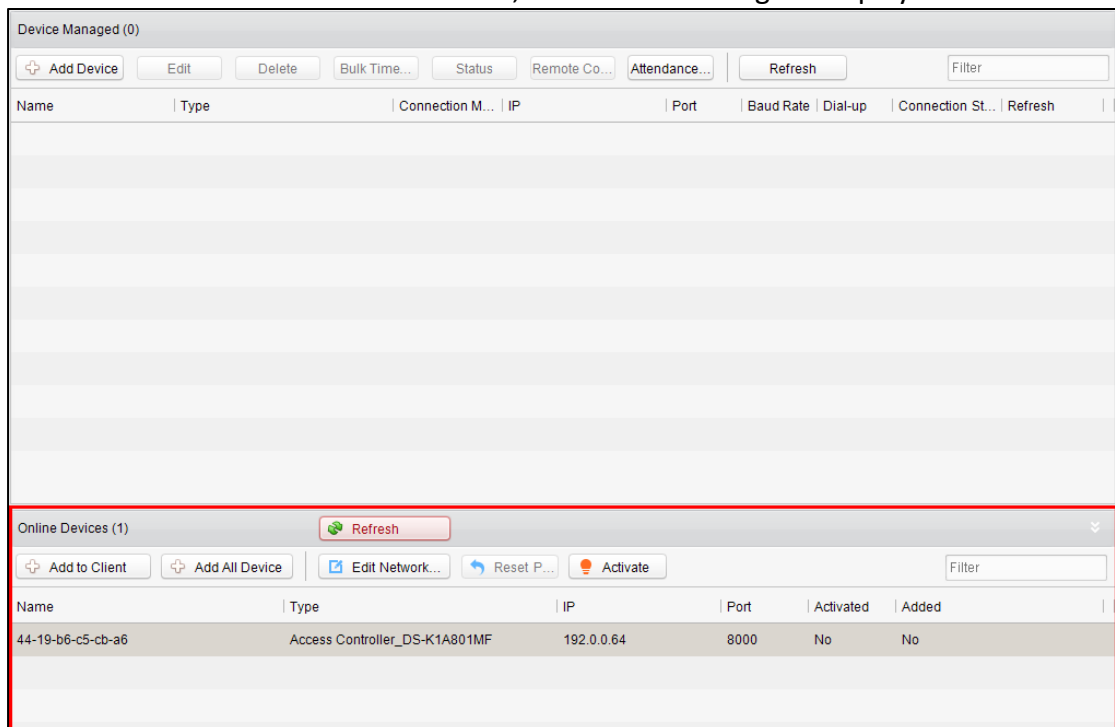 Device Managed (0)
Add Device Edit Delete Bulk Time... Status Remote Co... Attendance... Refresh Filter
Name Type Connection M... IP Port Baud Rate Dial-up Connection St... Refresh
Online Devices (1) Refresh
Add to Client Add All Device Edit Network... Reset P... Activate Filter
Name Type IP Port Activated Added
44-19-b6-c5-cb-a6 Access Controller_DS-K1A801MF 192.0.0.64 8000 No No